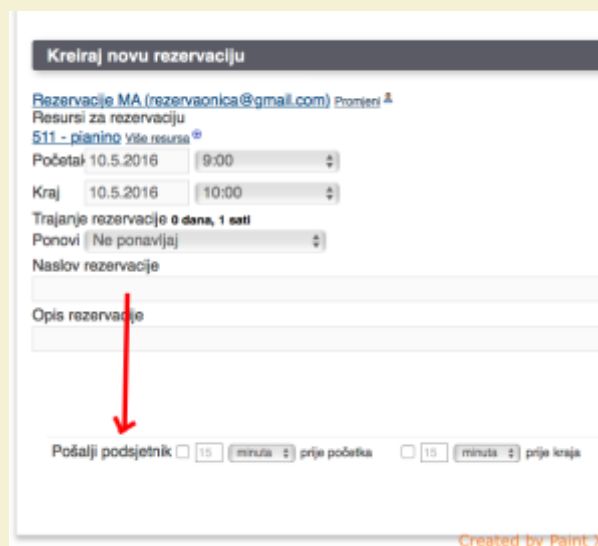 Kreiraj novu rezervaciju
Rezervacije MA (rezervaonica@gmail.com) Promjeni
Resursi za rezervaciju
511 - pianino Više resursa
Početak 10.5.2016 9:00
Kraj 10.5.2016 10:00
Trajanje rezervacije 0 dana, 1 sati
Ponovi Ne ponavljaj
Naslov rezervacije
Opis rezervacije
Pošalji podsjetnik 15 minuta prije početka 15 minuta prije kraja
Created by Paint X